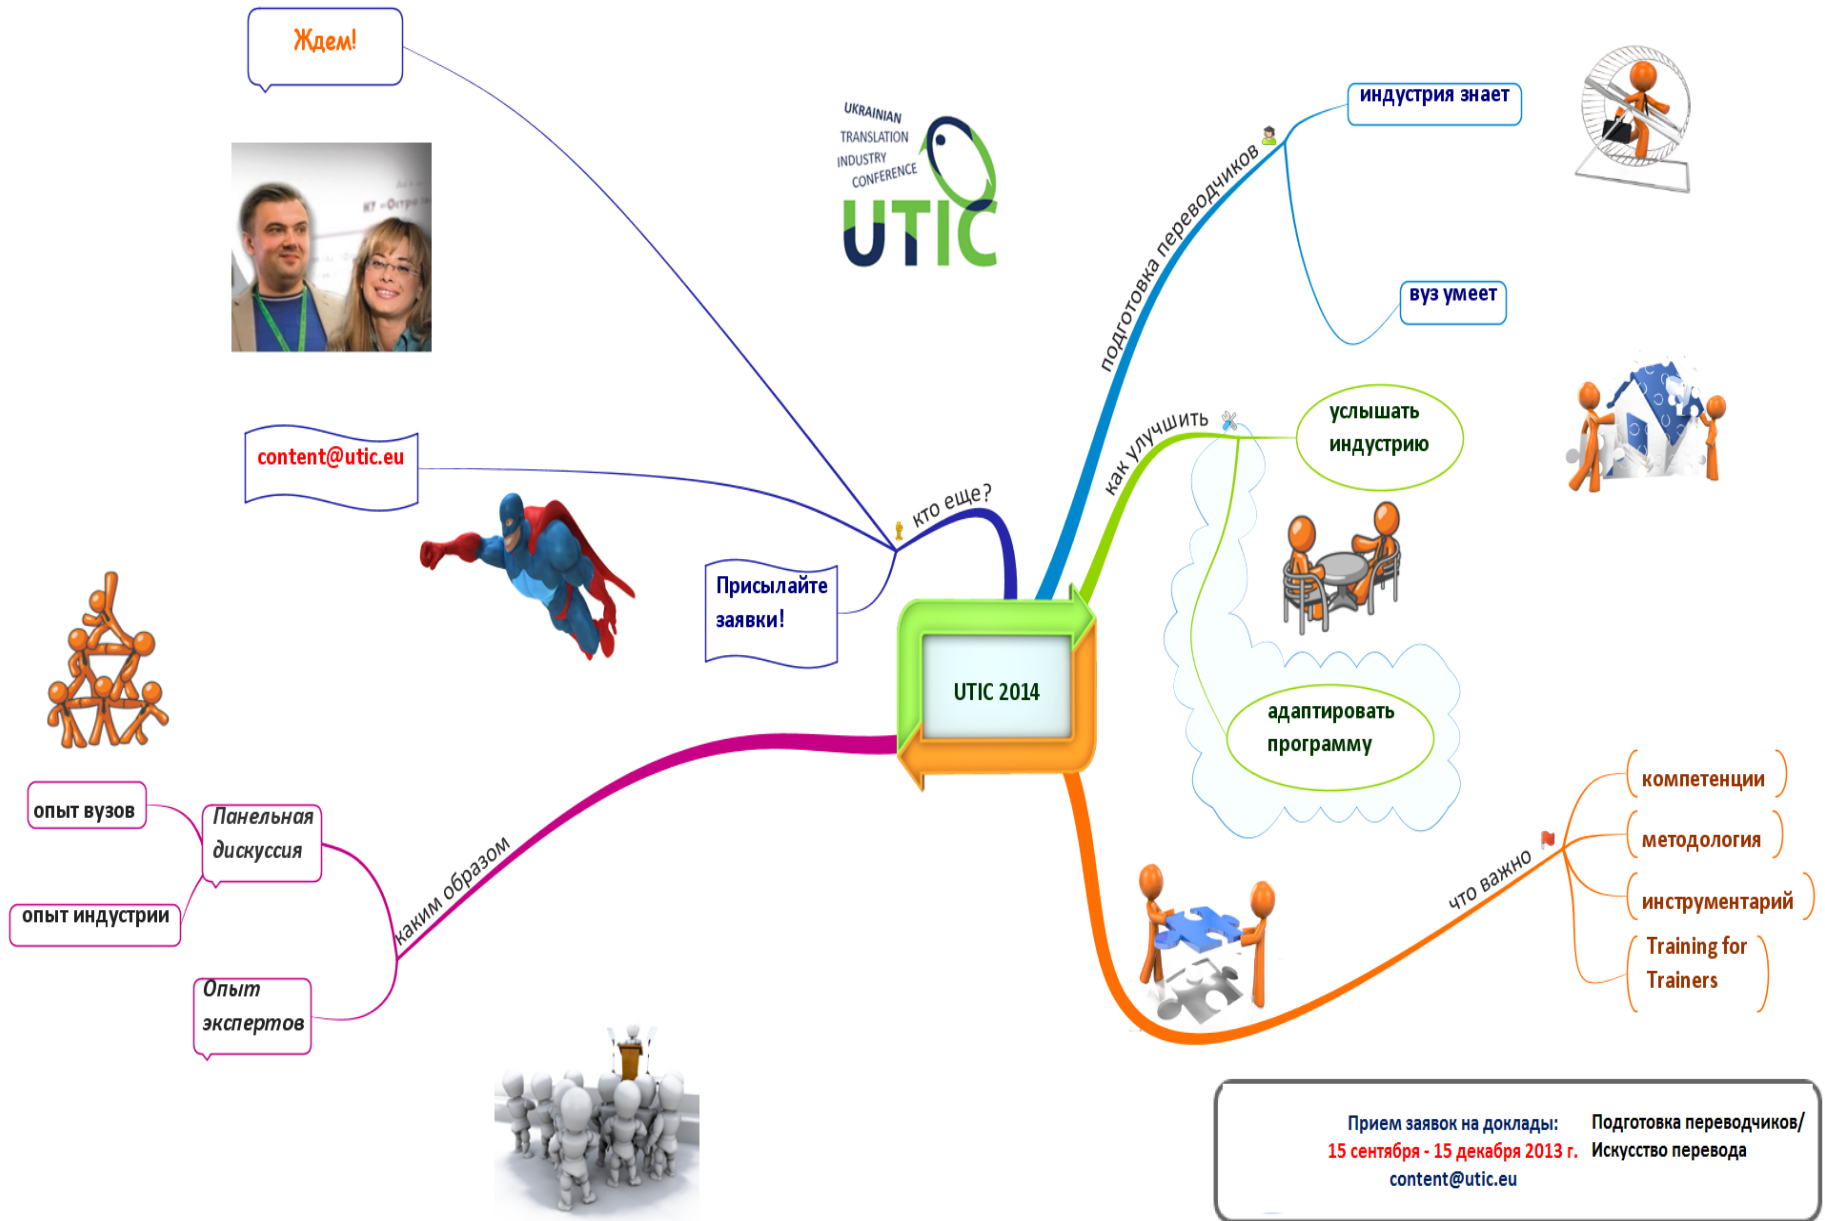 Ждем!
UKRAINIAN
TRANSLATION
INDUSTRY
CONFERENCE
UTIC
content@utic.eu
кто еще?
Присылайте
заявки!
подготовка переводчиков
индустрия знает
вуз умеет
как улучшить
услышать
индустрию
адаптировать
программу
UTIC 2014
что важно
компетенции
методология
инструментарий
Training for
Trainers
каким образом
Панельная
дискуссия
опыт вузов
опыт индустрии
Опыт
экспертов
Прием заявок на доклады:
15 сентября - 15 декабря 2013 г.
content@utic.eu
Подготовка переводчиков/
Искусство перевода